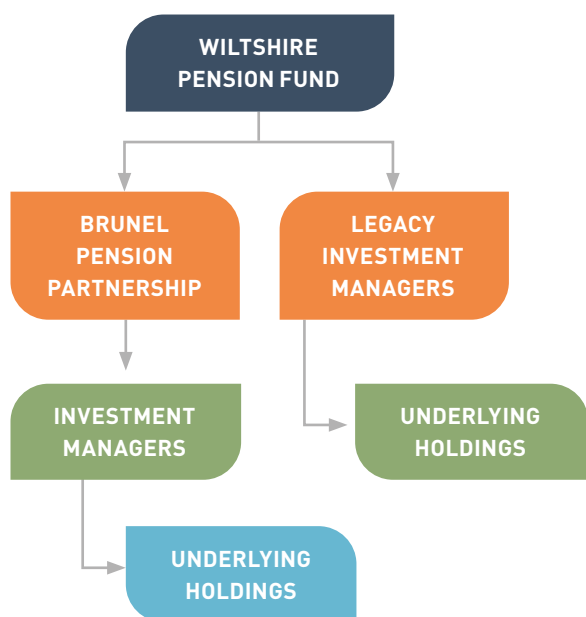 WILTSHIRE
PENSION FUND
BRUNEL
PENSION
PARTNERSHIP
LEGACY
INVESTMENT
MANAGERS
INVESTMENT
MANAGERS
UNDERLYING
HOLDINGS
UNDERLYING
HOLDINGS